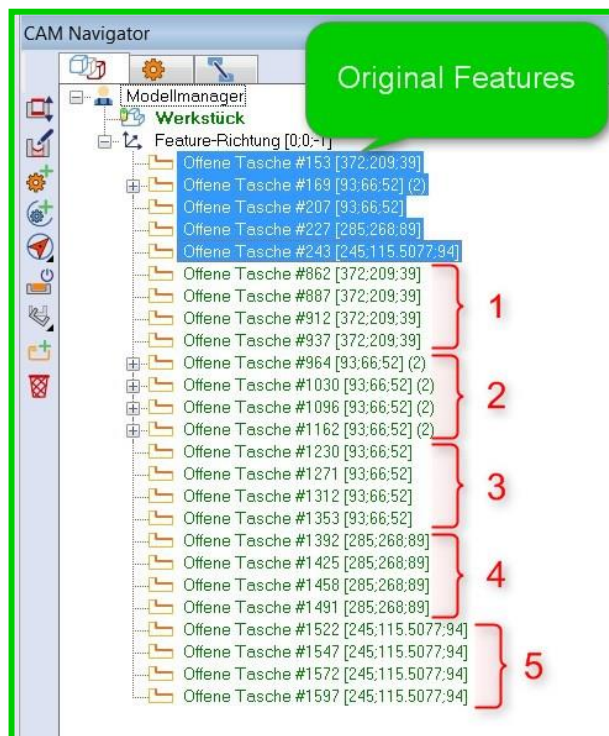 CAM Navigator
Original Features
Modellmanager
Werkstück
Feature-Richtung [0;0;-1]
Offene Tasche #153 [372;209;39]
Offene Tasche #169 [93;66;52] (2)
Offene Tasche #207 [93;66;52]
Offene Tasche #227 [285;268;89]
Offene Tasche #243 [245;115.5077;94]
Offene Tasche #862 [372;209;39]
Offene Tasche #887 [372;209;39]
Offene Tasche #912 [372;209;39]
Offene Tasche #937 [372;209;39]
1
Offene Tasche #964 [93;66;52] (2)
Offene Tasche #1030 [93;66;52] (2)
Offene Tasche #1096 [93;66;52] (2)
Offene Tasche #1162 [93;66;52] (2)
2
Offene Tasche #1230 [93;66;52]
Offene Tasche #1271 [93;66;52]
Offene Tasche #1312 [93;66;52]
Offene Tasche #1353 [93;66;52]
3
Offene Tasche #1392 [285;268;89]
Offene Tasche #1425 [285;268;89]
Offene Tasche #1458 [285;268;89]
Offene Tasche #1491 [285;268;89]
4
Offene Tasche #1522 [245;115.5077;94]
Offene Tasche #1547 [245;115.5077;94]
Offene Tasche #1572 [245;115.5077;94]
Offene Tasche #1597 [245;115.5077;94]
5